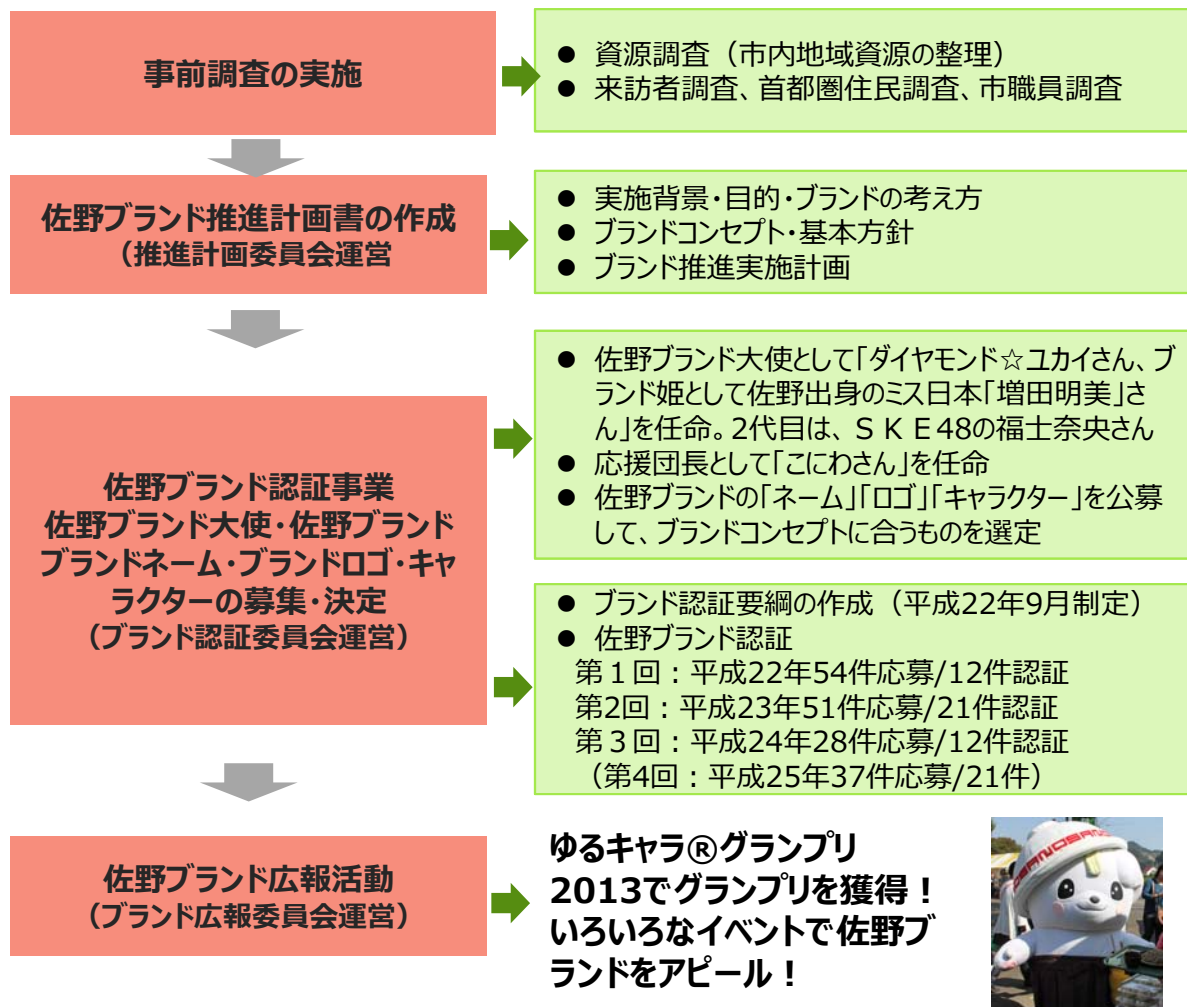 事前調査の実施
● 資源調査（市内地域資源の整理）
● 来訪者調査、首都圏住民調査、市職員調査
佐野ブランド推進計画書の作成
（推進計画委員会運営
● 実施背景・目的・ブランドの考え方
● ブランドコンセプト・基本方針
● ブランド推進実施計画
佐野ブランド認証事業
佐野ブランド大使・佐野ブランド
ブランドネーム・ブランドロゴ・キャ
ラクターの募集・決定
（ブランド認証委員会運営）
● 佐野ブランド大使として「ダイヤモンド☆ユカイさん、ブ
ランド姫として佐野出身のミス日本「増田明美」さ
ん」を任命。2代目は、ＳＫＥ48の福士奈央さん
● 応援団長として「こにわさん」を任命
● 佐野ブランドの「ネーム」「ロゴ」「キャラクター」を公募
して、ブランドコンセプトに合うものを選定
● ブランド認証要綱の作成（平成22年9月制定）
● 佐野ブランド認証
第１回：平成22年54件応募/12件認証
第2回：平成23年51件応募/21件認証
第３回：平成24年28件応募/12件認証
（第4回：平成25年37件応募/21件）
佐野ブランド広報活動
（ブランド広報委員会運営）
ゆるキャラ®グランプリ
2013でグランプリを獲得！
いろいろなイベントで佐野ブ
ランドをアピール！